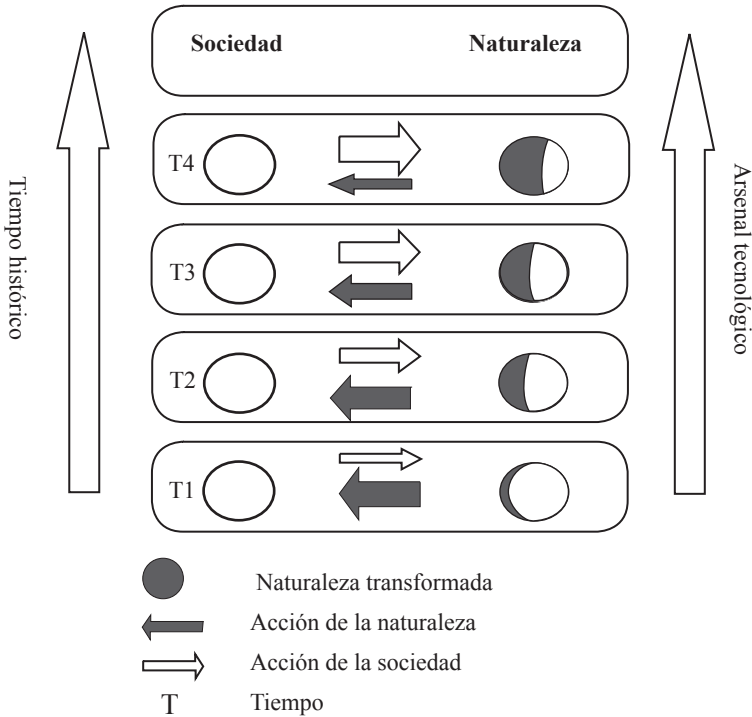 Sociedad Naturaleza
Tiempo histórico
Arsenal tecnológico
T4
T3
T2
T1
Naturaleza transformada
Acción de la naturaleza
Acción de la sociedad
T Tiempo